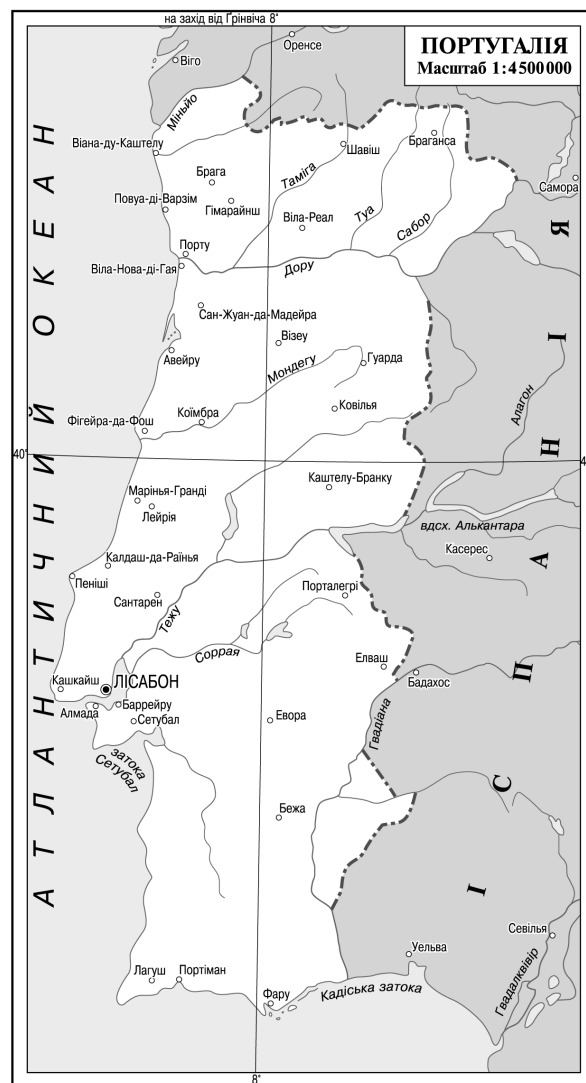 на захід від Ґрінвіча 8°
ПОРТУГАЛІЯ
Масштаб 1:4500000
Оренсе
Віго
Міньйо
Віана-ду-Каштелу
Шавіш
Браганса
Брага
Таміга
Самора
Повуа-ді-Варзім
Гімарайнш
Туа
Віла-Реал
Сабор
Порту
Віла-Нова-ді-Гая
Дору
Сан-Жуан-да-Мадейра
Візеу
Авейру
Мондегу
Гуарда
Алагон
Ковілья
Коїмбра
Фігейра-да-Фош
40°
4
Марінья-Гранді
Каштелу-Бранку
Лейрія
вдсх. Алькантара
Касерес
Калдаш-да-Раїнья
Пеніші
Сантарен
Порталегрі
Тежу
Соррая
Елваш
Бадахос
Кашкайш
ЛІСАБОН
Алмада
Баррейру
Сетубал
Евора
Гвадіана
затока
Сетубал
Бежа
Севілья
Уельва
Лагуш
Портіман
Фару
Кадіська затока
Гвадалквівір
8°
АТЛАНТИЧНИЙ ОКЕАН
ІСПАНІЯ